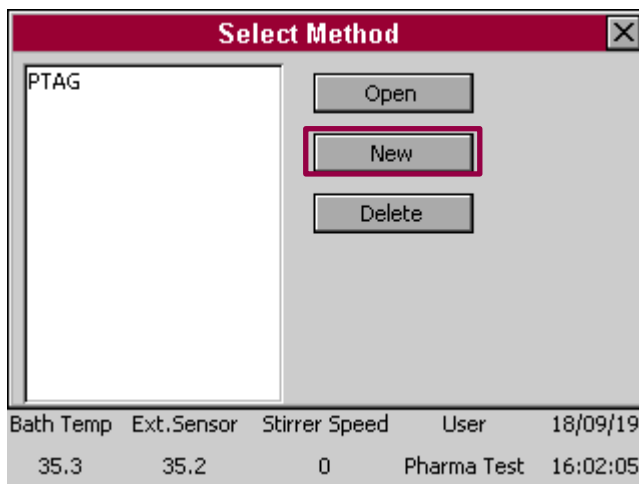 Select Method
PTAG
Open
New
Delete
Bath Temp Ext.Sensor Stirrer Speed User 18/09/19
35.3 35.2 0 Pharma Test 16:02:05